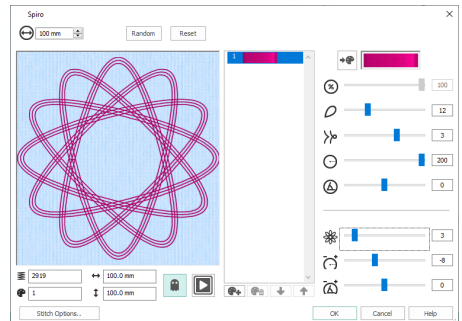 Spiro
100 mm
Random
Reset
1
100
12
3
200
0
3
-8
0
2919
100.0 mm
1
100.0 mm
Stitch Options...
OK
Cancel
Help